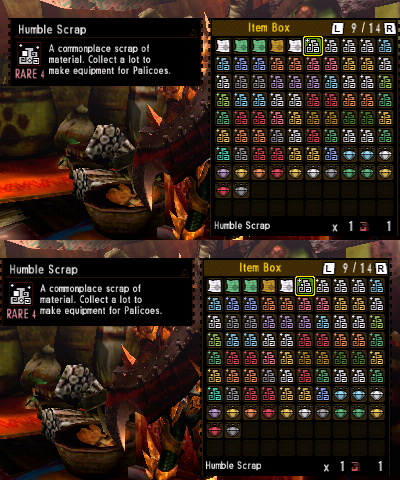 Humble Scrap
A commonplace scrap of
material. Collect a lot to
make equipment for Palicoes.
RARE 4
Item Box
L 9/14 R
Humble Scrap x 1 1
Humble Scrap
A commonplace scrap of
material. Collect a lot to
make equipment for Palicoes.
RARE 4
Item Box
L 9/14 R
Humble Scrap x 1 1